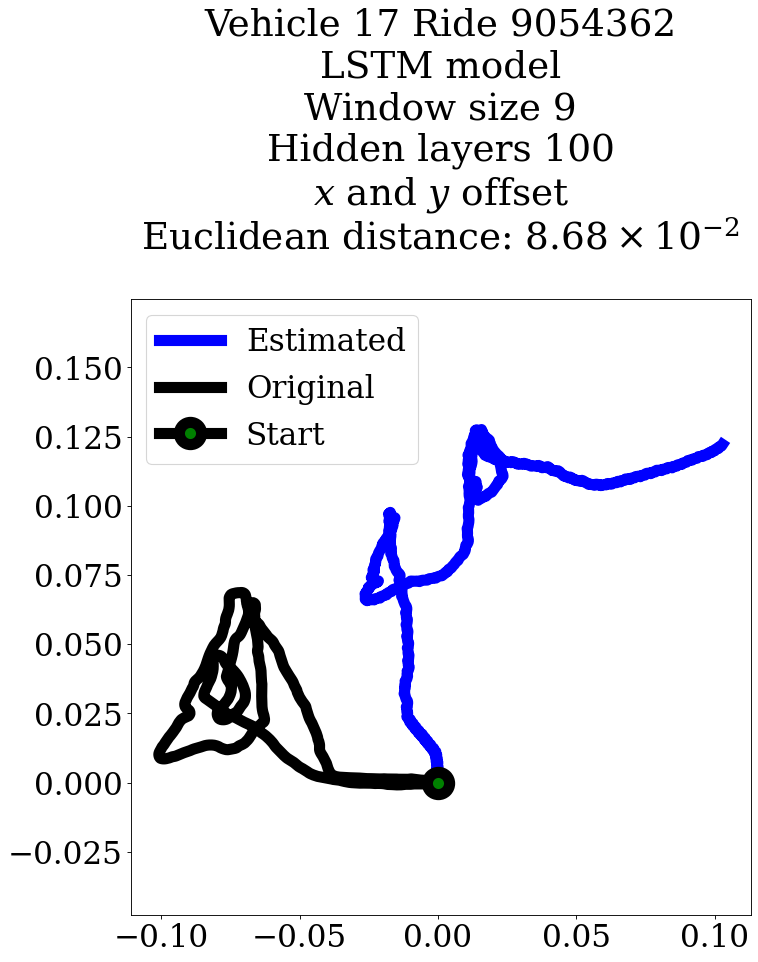 Vehicle 17 Ride 9054362
LSTM model
Window size 9
Hidden layers 100
x and y offset
Euclidean distance: 8.68 × 10⁻²
Estimated
Original
Start
0.150
0.125
0.100
0.075
0.050
0.025
0.000
−0.025
−0.10 −0.05 0.00 0.05 0.10